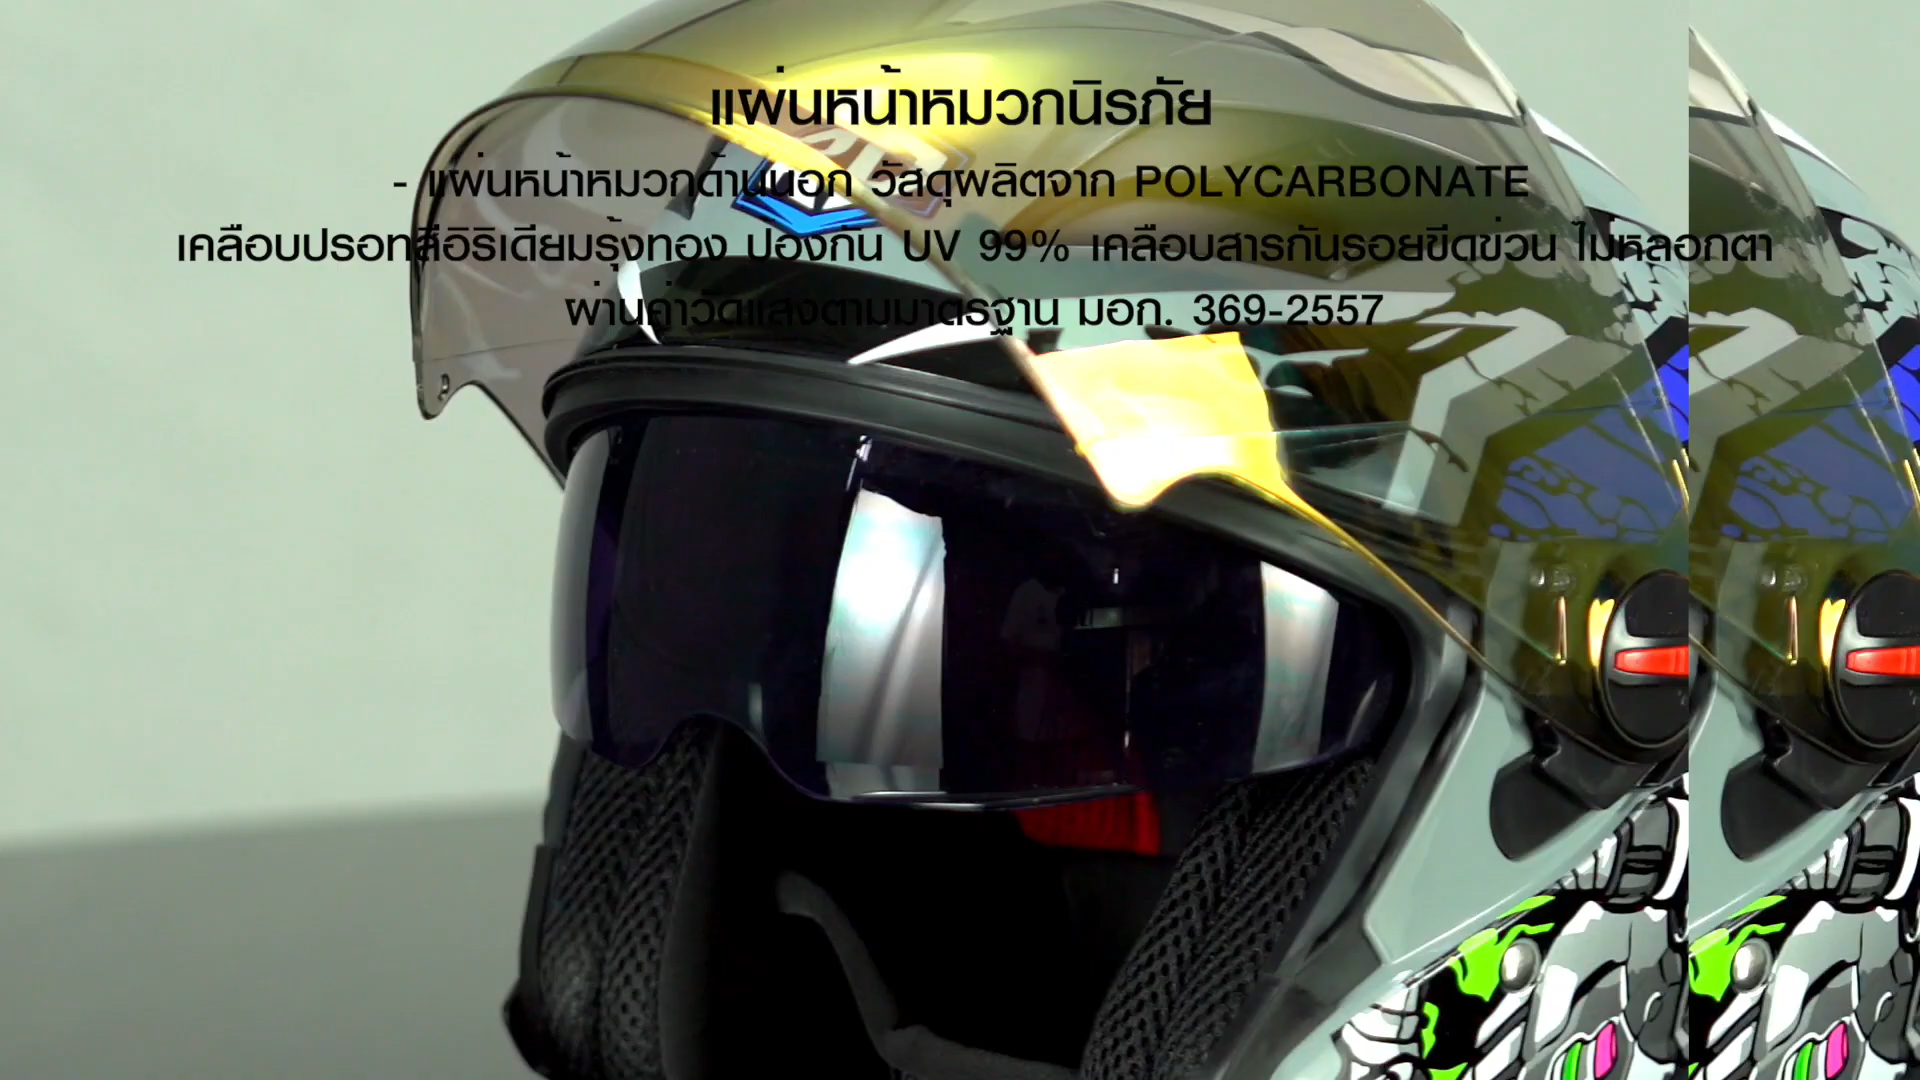 แผ่นหน้าหมวกนิรภัย
- แผ่นหน้าหมวกด้านนอก วัสดุผลิตจาก POLYCARBONATE
เคลือบปรอทสีอิริเดียมรุ้งทอง ป้องกัน UV 99% เคลือบสารกันรอยขีดข่วน ไม่หลอกตา
ผ่านค่าวัดแสงตามมาตรฐาน มอก. 369-2557